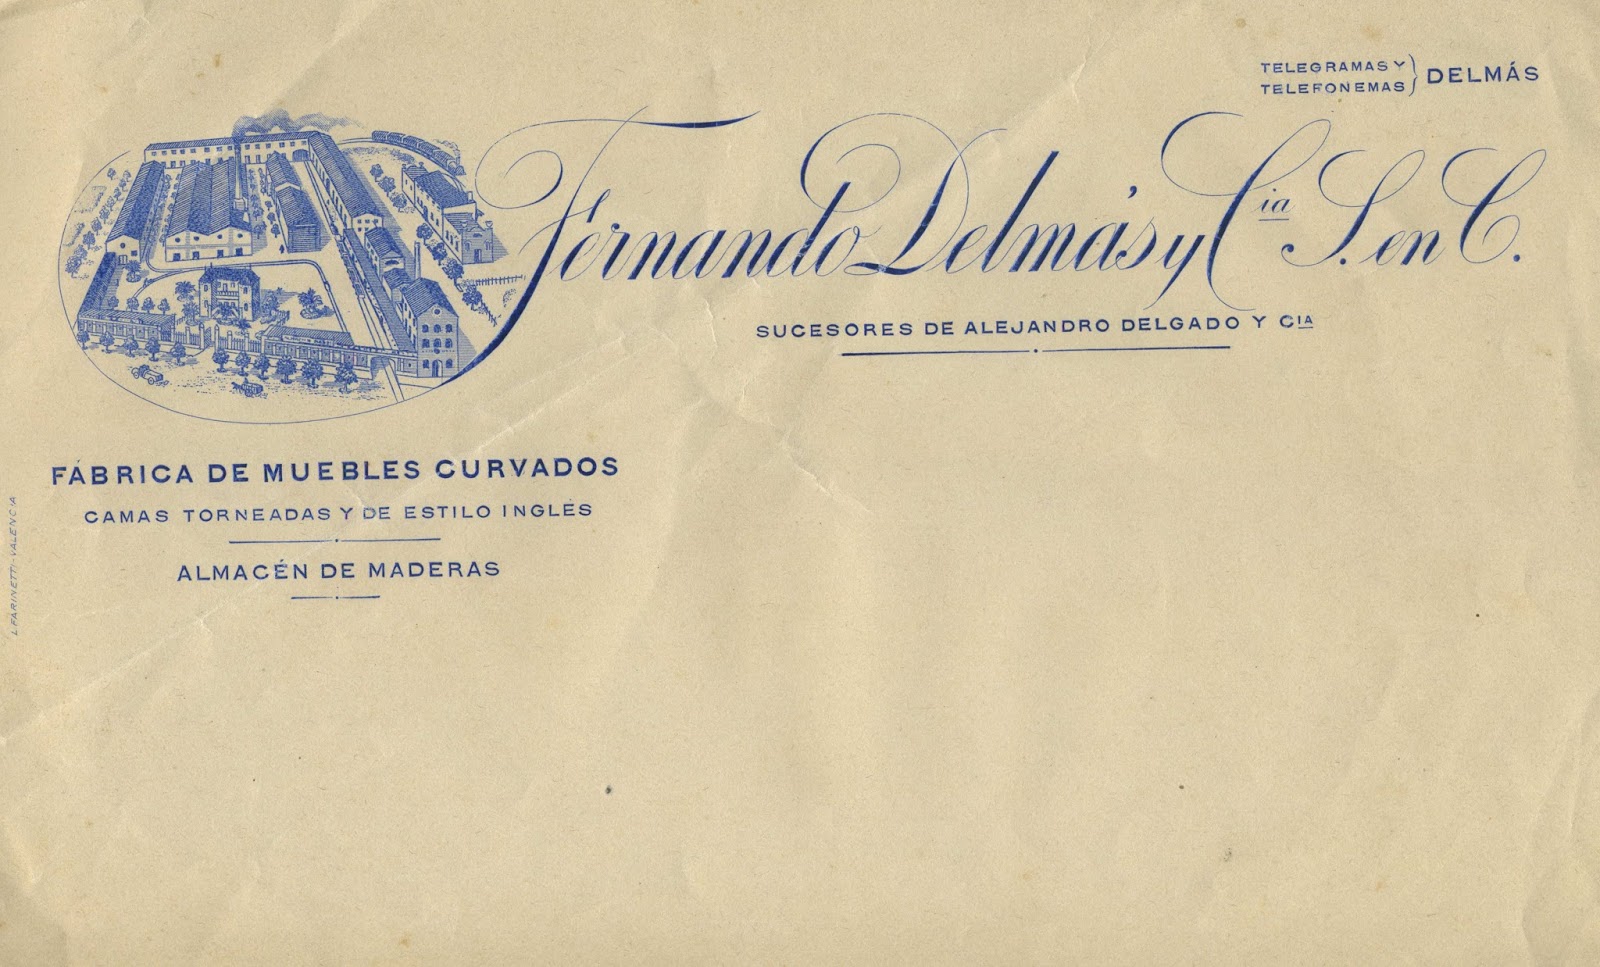 TELEGRAMAS Y
TELEFONEMAS } DELMÁS
Fernando Delmás y Cia S. en C.
SUCESORES DE ALEJANDRO DELGADO Y CIA
FÁBRICA DE MUEBLES CURVADOS
CAMAS TORNEADAS Y DE ESTILO INGLÉS
ALMACÉN DE MADERAS
L. FARINETTI-VALENCIA